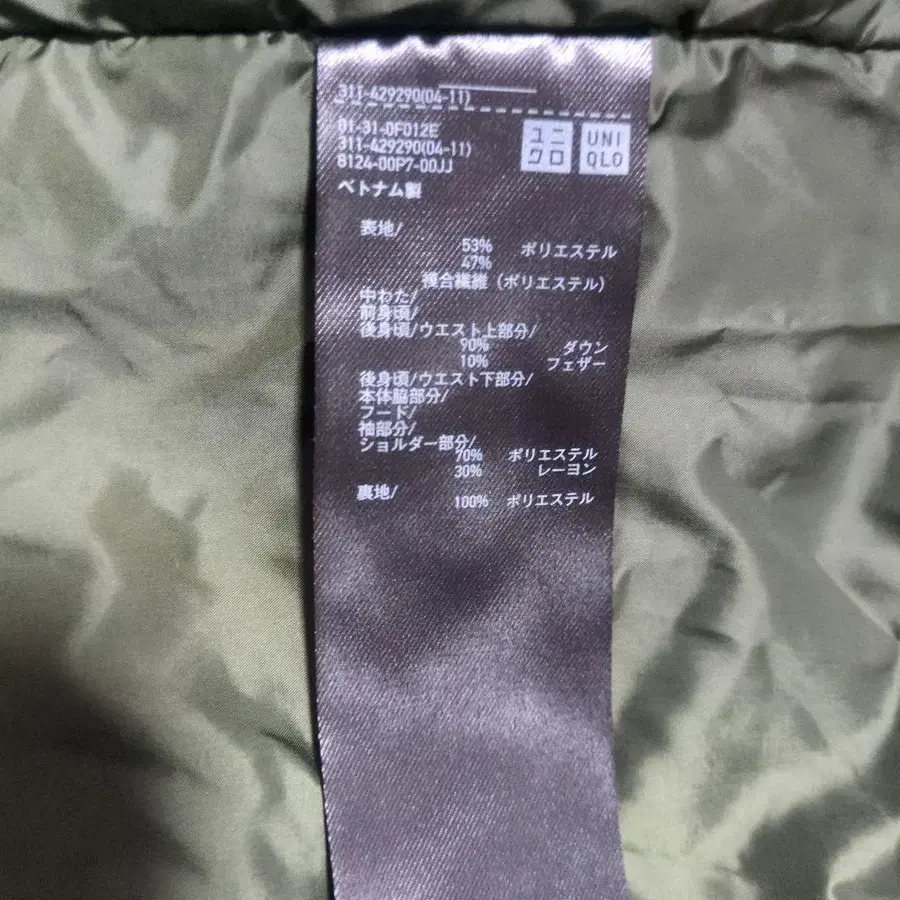 311-429290(04-11)
01-31-0F012E
311-429290(04-11)
8124-00P7-00JJ
ユニ
クロ
UNI
QLO
ベトナム製
表地/
53% ポリエステル
47%
複合繊維（ポリエステル）
中わた/
前身頃/
後身頃/ウエスト上部分/
90% ダウン
10% フェザー
後身頃/ウエスト下部分/
本体脇部分/
フード/
袖部分/
ショルダー部分/
70% ポリエステル
30% レーヨン
裏地/
100% ポリエステル